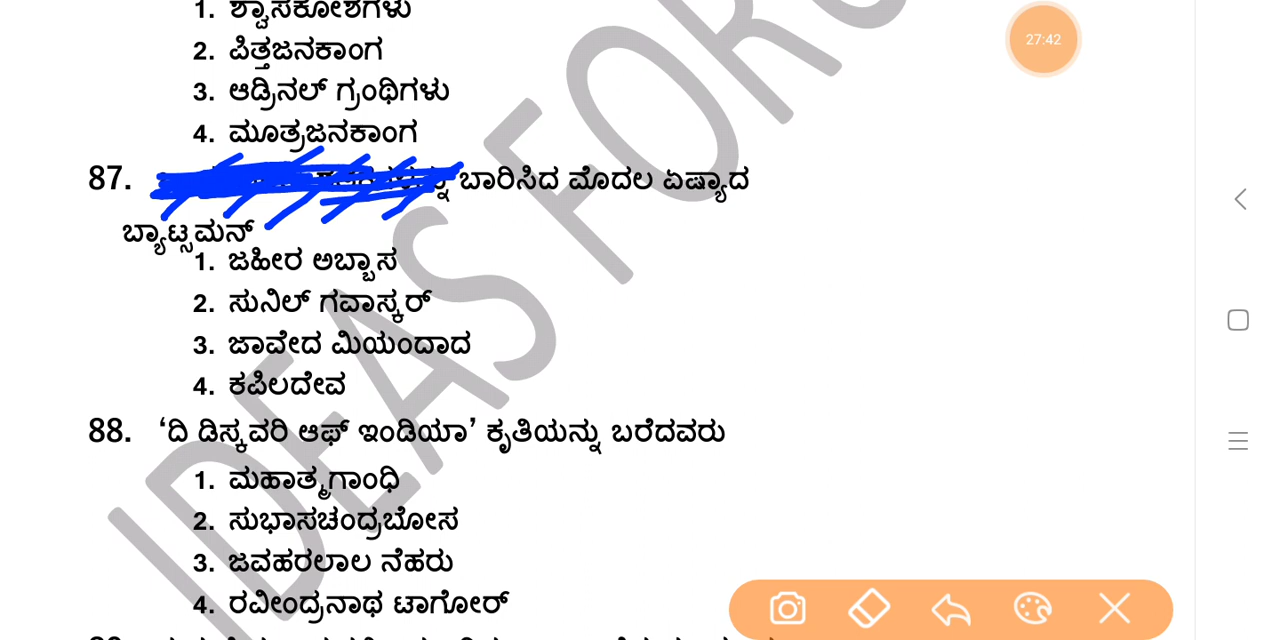 1. ಶ್ವಾಸಕೋಶಗಳು
27:42
2. ಪಿತ್ತಜನಕಾಂಗ
3. ಆಡ್ರಿನಲ್ ಗ್ರಂಥಿಗಳು
4. ಮೂತ್ರಜನಕಾಂಗ
87. ಬಾರಿಸಿದ ಮೊದಲ ಏಷ್ಯಾದ
ಬ್ಯಾಟ್ಸಮನ್
1. ಜಹೀರ ಅಬ್ಬಾಸ
2. ಸುನಿಲ್ ಗವಾಸ್ಕರ್
3. ಜಾವೇದ ಮಿಯಂದಾದ
4. ಕಪಿಲದೇವ
88. ‘ದಿ ಡಿಸ್ಕವರಿ ಆಫ್ ಇಂಡಿಯಾ’ ಕೃತಿಯನ್ನು ಬರೆದವರು
1. ಮಹಾತ್ಮಗಾಂಧಿ
2. ಸುಭಾಸಚಂದ್ರಬೋಸ
3. ಜವಹರಲಾಲ ನೆಹರು
4. ರವೀಂದ್ರನಾಥ ಟಾಗೋರ್
IDEAS FOR